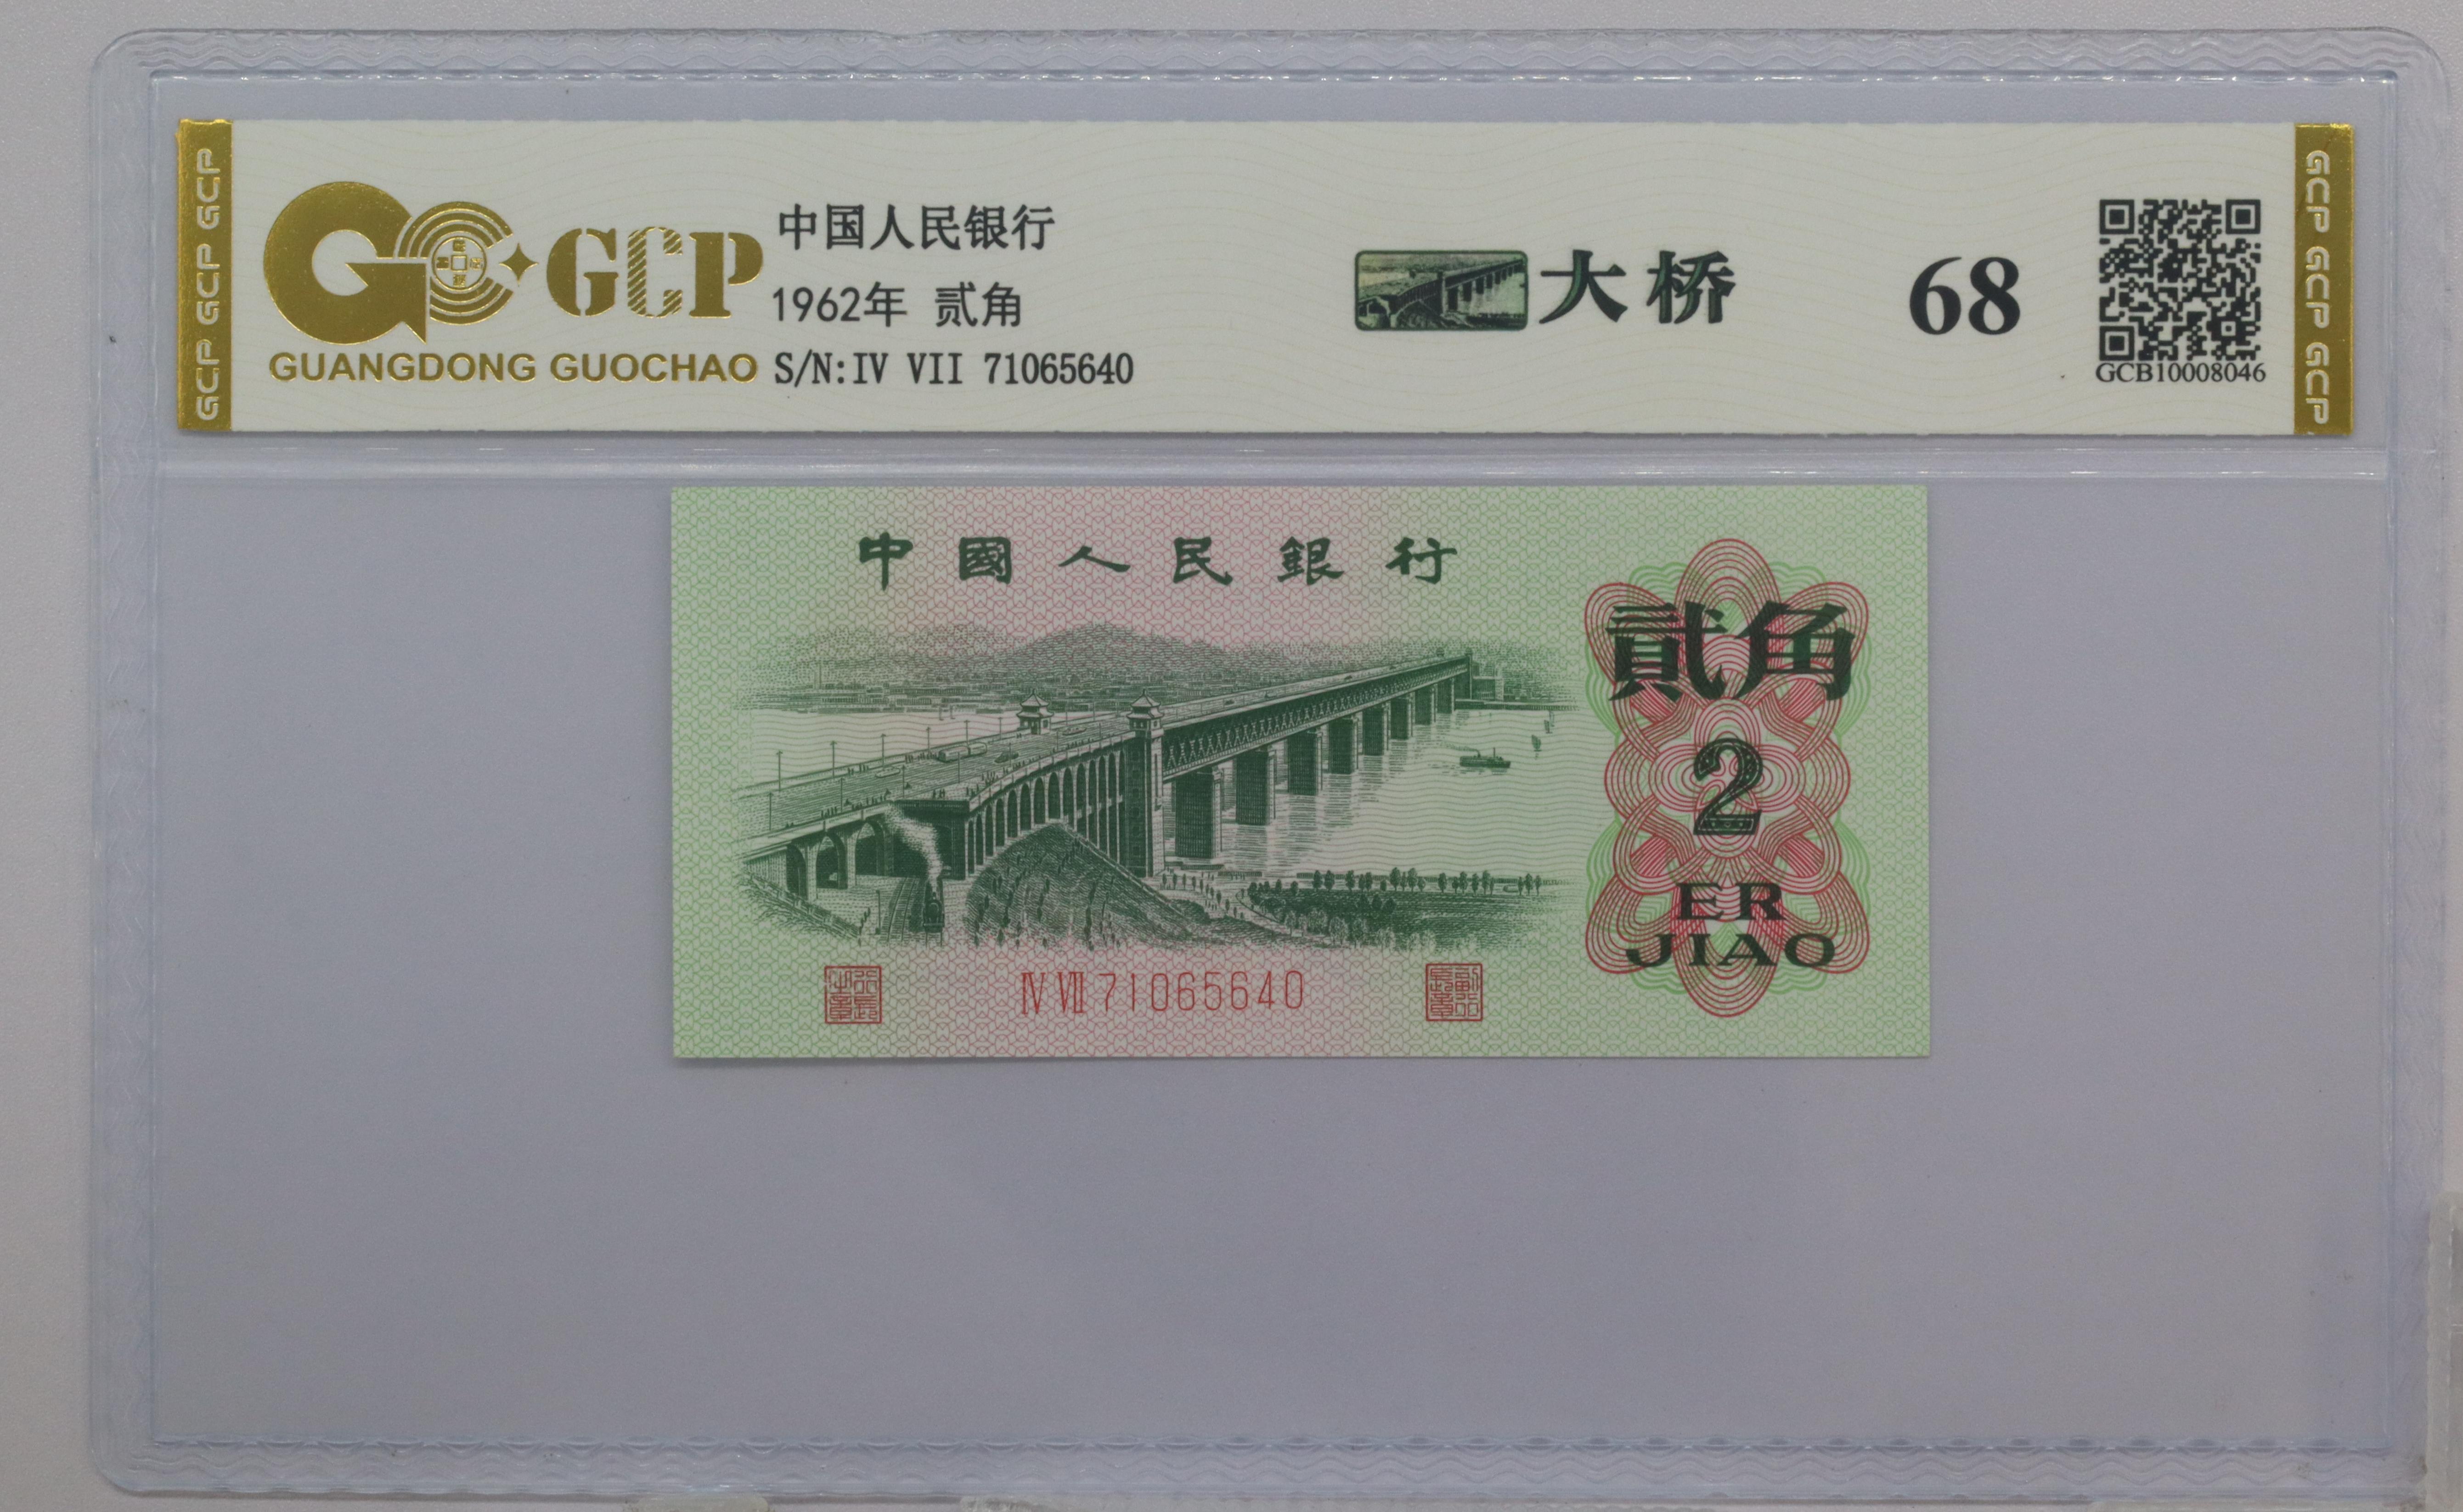 GCP GCP GCP
GCP
GUANGDONG GUOCHAO
中国人民银行
1962年 贰角
S/N:IV VII 71065640
大桥
68
GCB10008046
GCP GCP GCP
中國人民銀行
貳角
2
ER
JIAO
Ⅳ Ⅶ 71065640